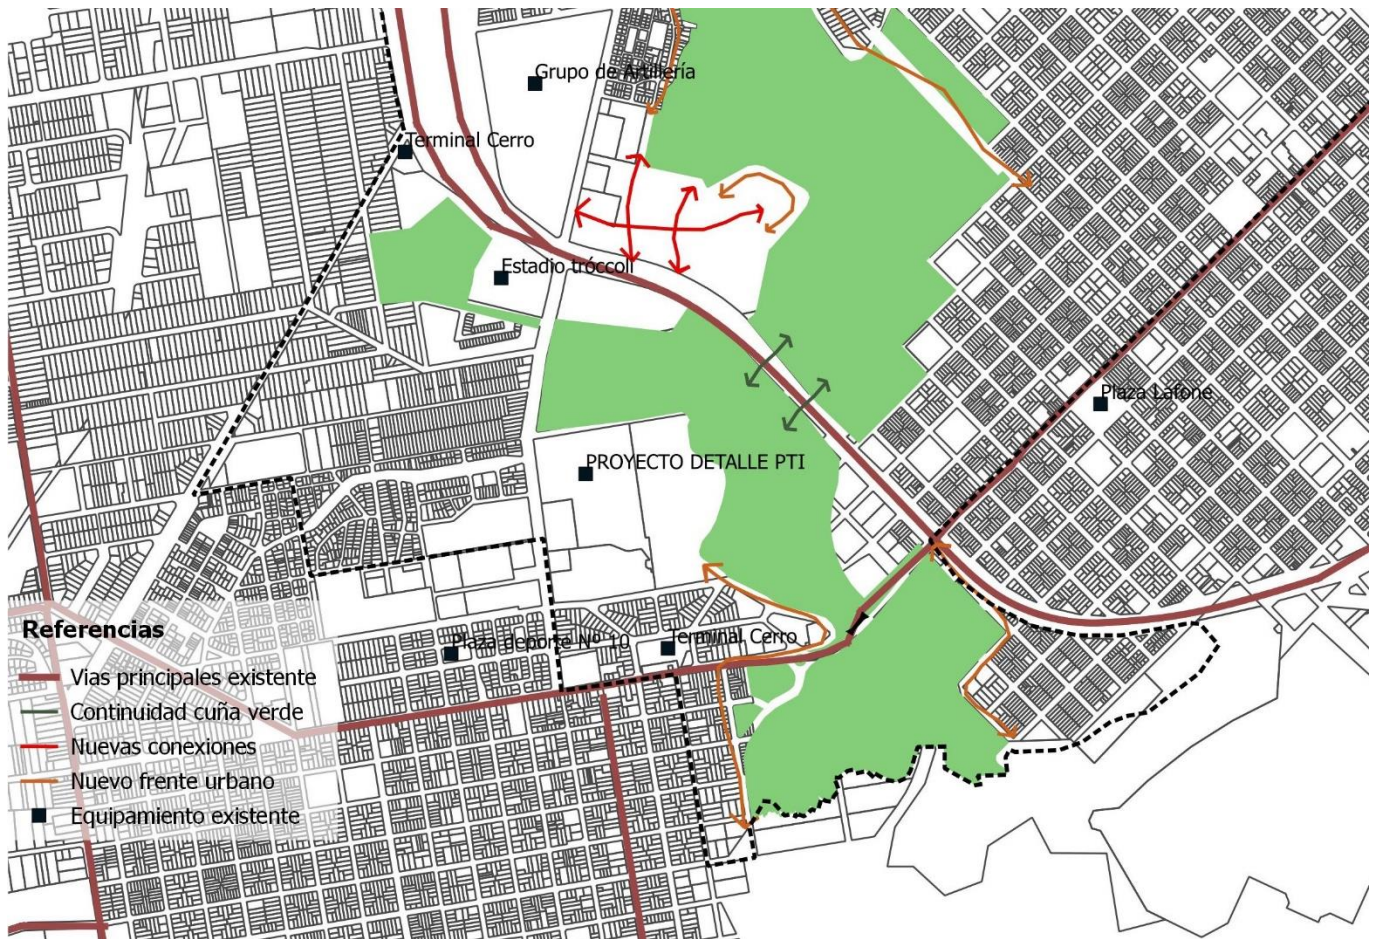 Grupo de Artillería
Terminal Cerro
Estadio tróccoli
Plaza Lafone
PROYECTO DETALLE PTI
Plaza deporte Nº 10
Terminal Cerro
Referencias
Vias principales existente
Continuidad cuña verde
Nuevas conexiones
Nuevo frente urbano
Equipamiento existente